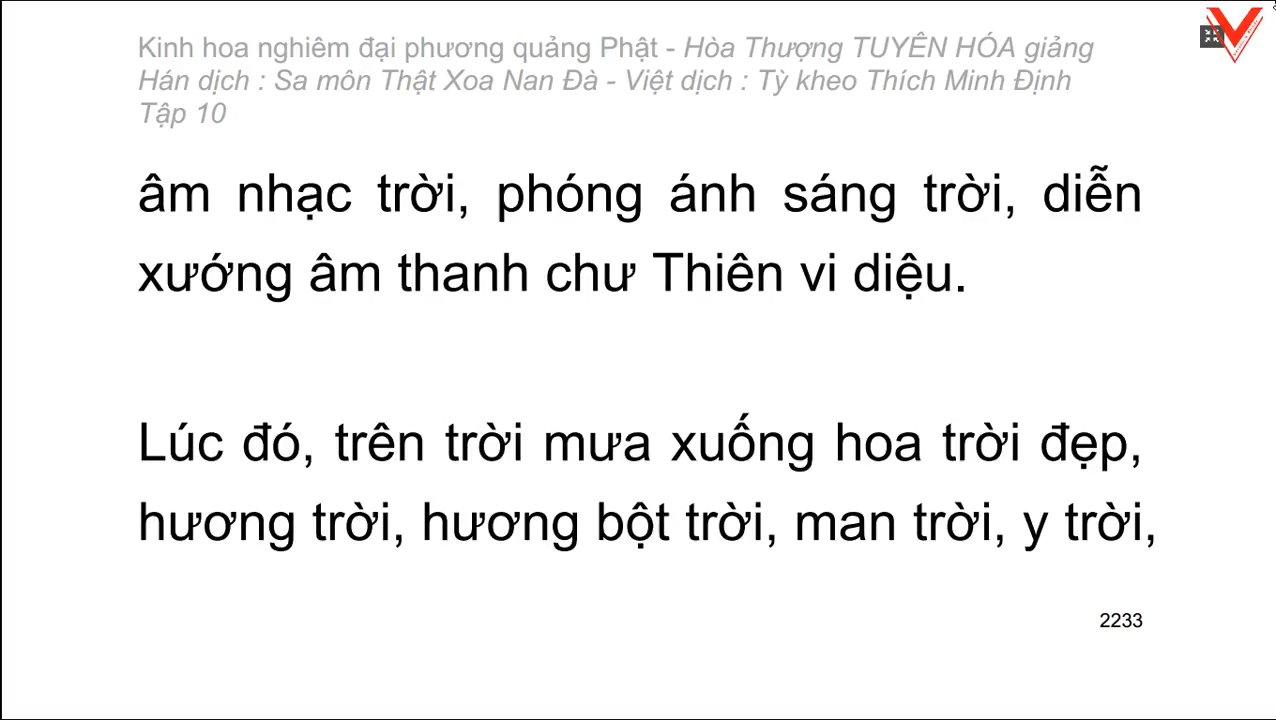 Kinh hoa nghiêm đại phương quảng Phật - Hòa Thượng TUYÊN HÓA giảng
Hán dịch : Sa môn Thật Xoa Nan Đà - Việt dịch : Tỳ kheo Thích Minh Định
Tập 10
âm nhạc trời, phóng ánh sáng trời, diễn
xướng âm thanh chư Thiên vi diệu.
Lúc đó, trên trời mưa xuống hoa trời đẹp,
hương trời, hương bột trời, man trời, y trời,
2233